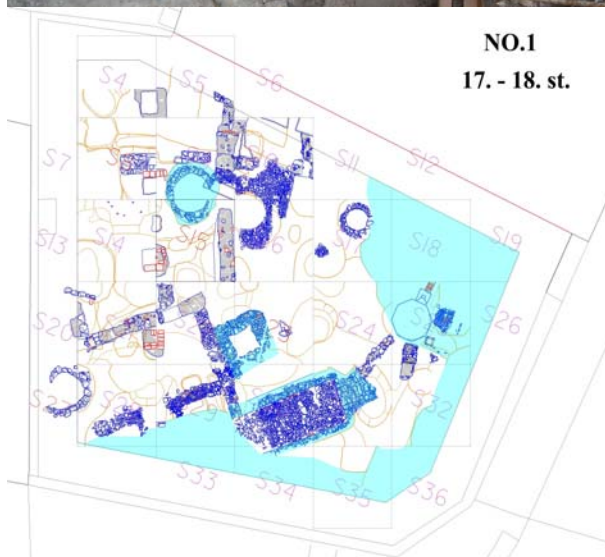 NO.1
17. - 18. st.
S4 S5 S6
S7 S11 S12
S13 S14 S15 S18 S19
S20 S24 S26
S27 S32
S33 S34 S35 S36